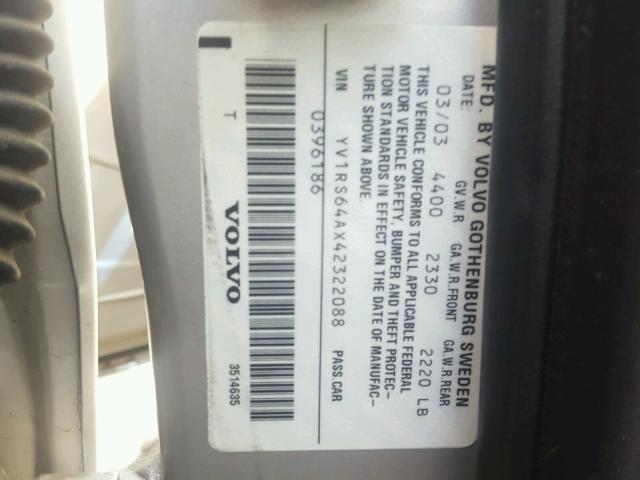 MFD. BY VOLVO GOTHENBURG SWEDEN
DATE: GV.W.R GA.W.R.FRONT GA.W.R.REAR
03/03 4400 2330 2220 LB
THIS VEHICLE CONFORMS TO ALL APPLICABLE FEDERAL
MOTOR VEHICLE SAFETY, BUMPER AND THEFT PROTEC-
TION STANDARDS IN EFFECT ON THE DATE OF MANUFAC-
TURE SHOWN ABOVE.
VIN YV1RS64AX42322088 PASS.CAR
0396186
T VOLVO 3514635